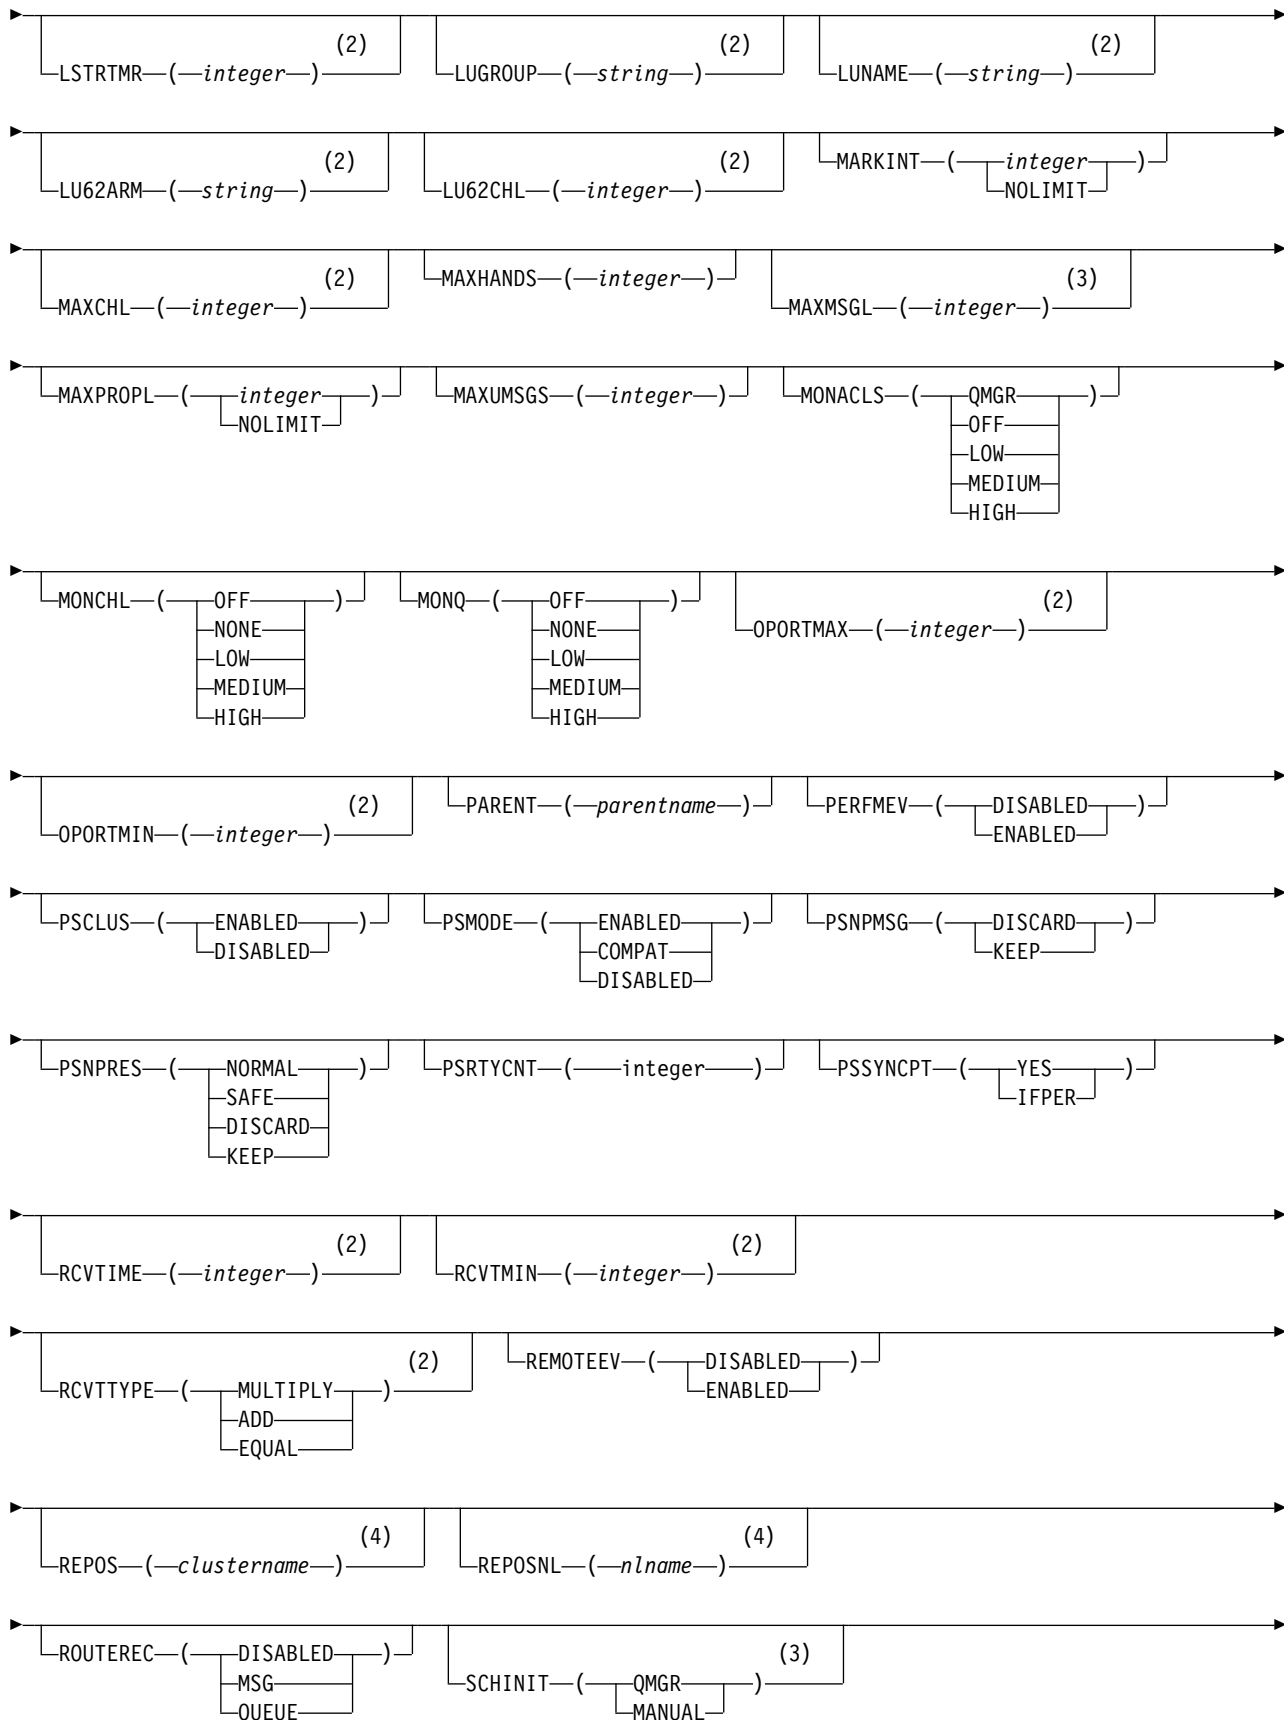 (2) (2) (2)
LSTRTMR (integer) LUGROUP (string) LUNAME (string)
(2) (2) MARKINT ( integer )
LU62ARM (string) LU62CHL (integer) NOLIMIT
(2) MAXHANDS (integer) (3)
MAXCHL (integer) MAXMSGL (integer)
MAXPROPL ( integer ) MAXUMSGS (integer) MONACLS ( QMGR )
NOLIMIT OFF
LOW
MEDIUM
HIGH
MONCHL ( OFF ) MONQ ( OFF ) (2)
NONE NONE OPORTMAX (integer)
LOW LOW
MEDIUM MEDIUM
HIGH HIGH
(2) PARENT (parentname) PERFMEV ( DISABLED )
OPORTMIN (integer) ENABLED
PSCLUS ( ENABLED ) PSMODE ( ENABLED ) PSNPMSG ( DISCARD )
DISABLED COMPAT KEEP
DISABLED
PSNPRES ( NORMAL ) PSRTYCNT ( integer ) PSSYNCPT ( YES )
SAFE IFPER
DISCARD
KEEP
(2) (2)
RCVTIME (integer) RCVTMIN (integer)
(2) REMOTEEV ( DISABLED )
RCVTTYPE ( MULTIPLY ) ENABLED
ADD
EQUAL
(4) (4)
REPOS (clustername) REPOSNL (nlname)
ROUTEREC ( DISABLED ) (3)
MSG SCHINIT ( QMGR )
QUEUE MANUAL